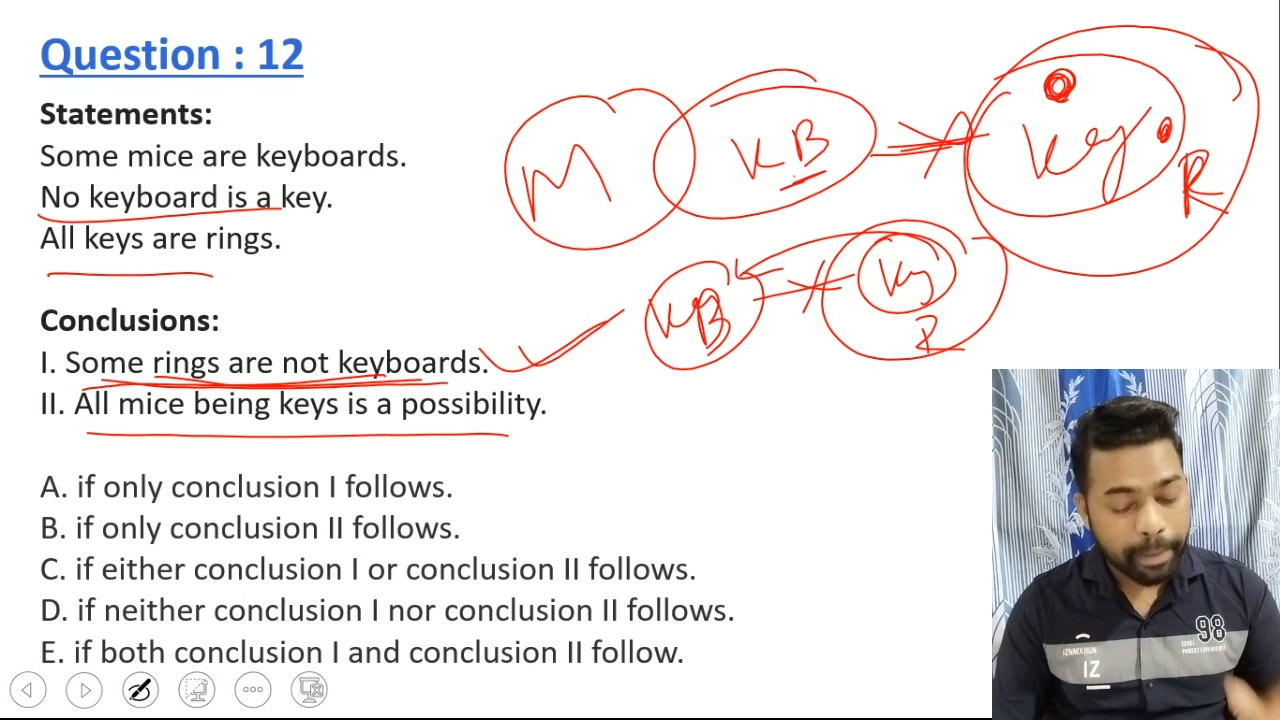 Question : 12
Statements:
Some mice are keyboards.
No keyboard is a key.
All keys are rings.
Conclusions:
I. Some rings are not keyboards.
II. All mice being keys is a possibility.
A. if only conclusion I follows.
B. if only conclusion II follows.
C. if either conclusion I or conclusion II follows.
D. if neither conclusion I nor conclusion II follows.
E. if both conclusion I and conclusion II follow.
M
KB
Key
R
KB
Key
R
98
IZ